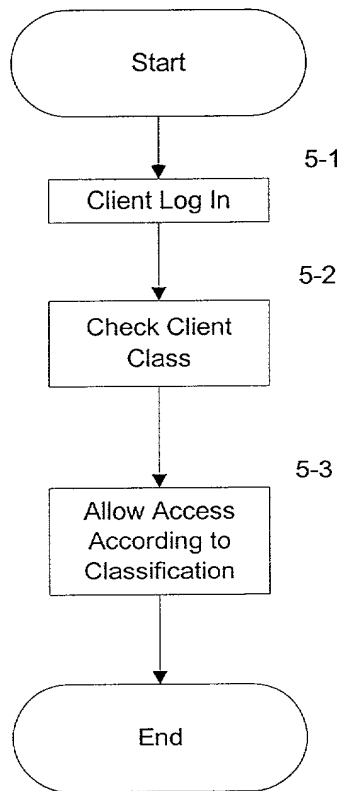 Start
5-1
Client Log In
5-2
Check Client
Class
5-3
Allow Access
According to
Classification
End